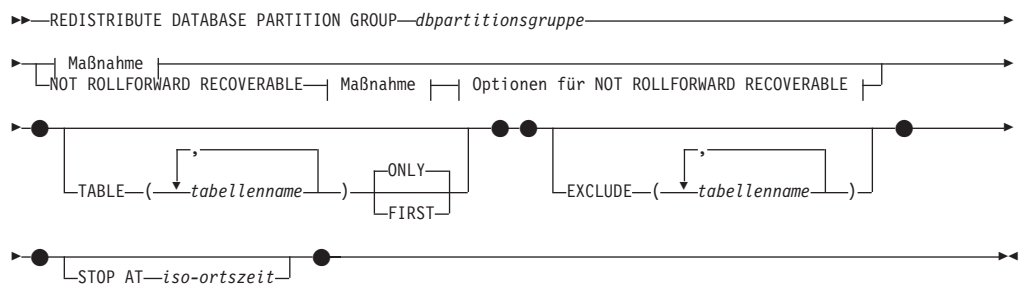 REDISTRIBUTE DATABASE PARTITION GROUP dbpartitionsgruppe
Maßnahme
NOT ROLLFORWARD RECOVERABLE Maßnahme Optionen für NOT ROLLFORWARD RECOVERABLE
, ,
ONLY
TABLE ( tabellenname ) EXCLUDE ( tabellenname )
FIRST
STOP AT iso-ortszeit